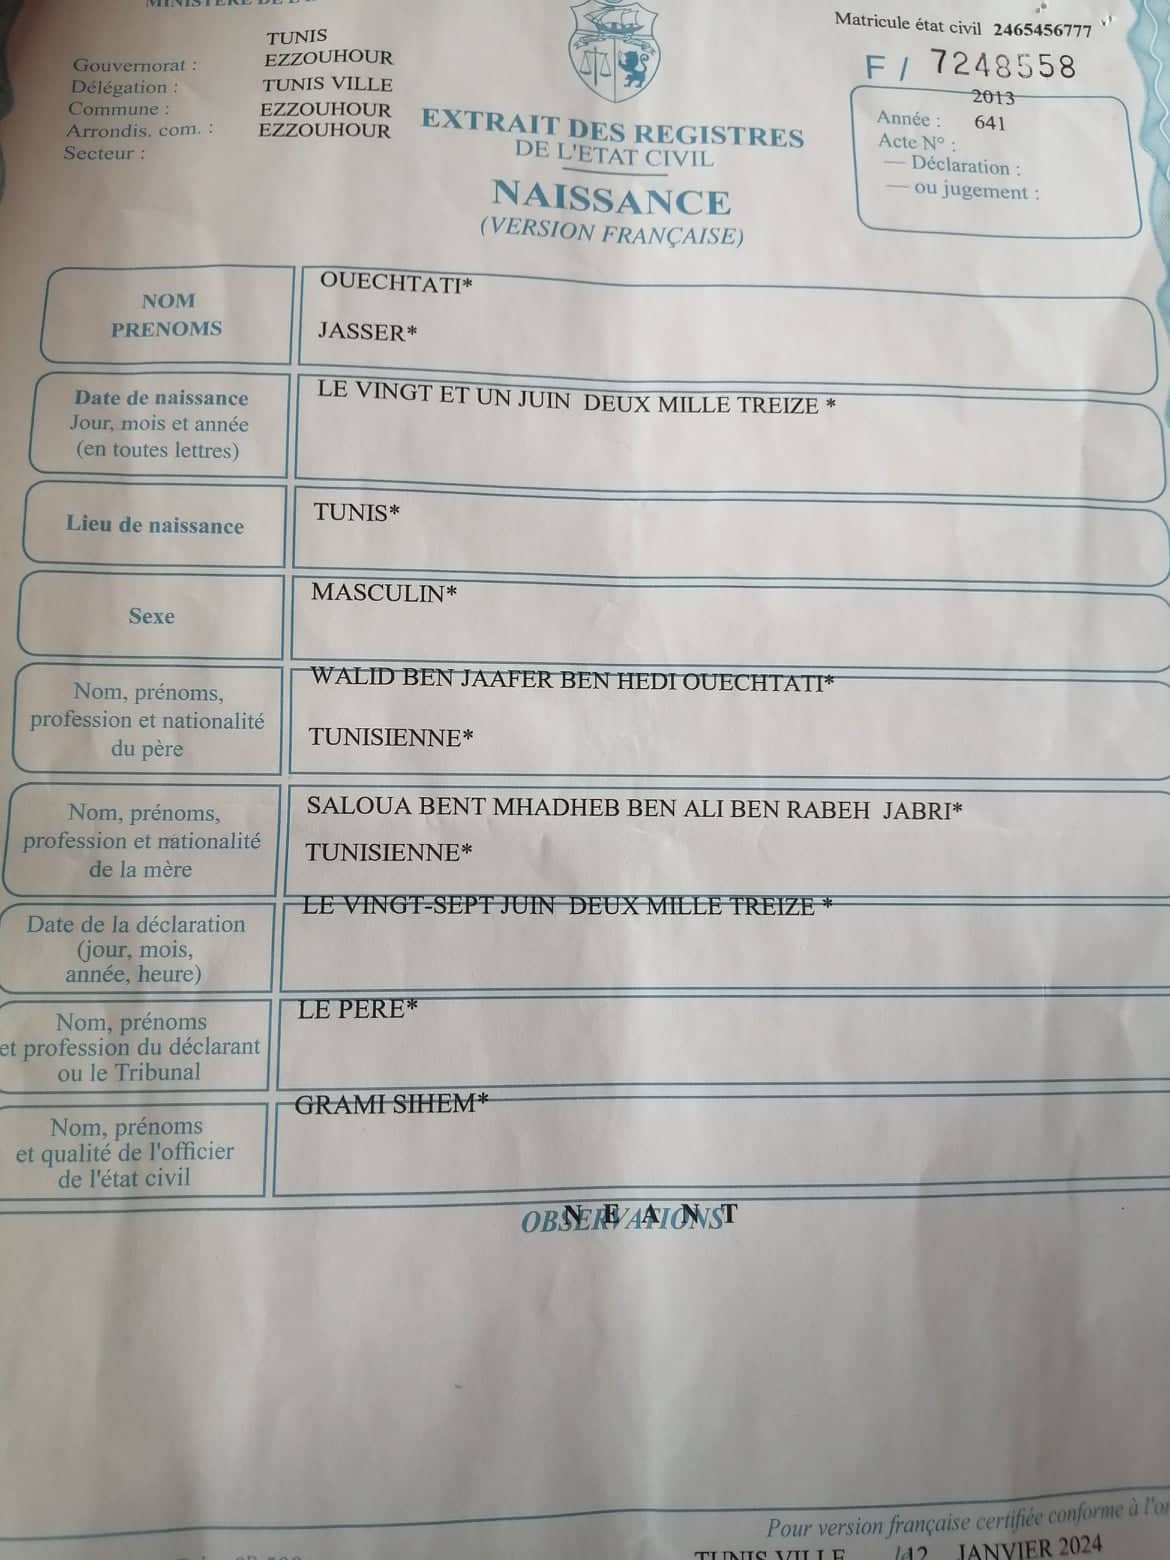 Matricule état civil 2465456777
F / 7248558
TUNIS
Gouvernorat : EZZOUHOUR
Délégation : TUNIS VILLE
Commune : EZZOUHOUR
Arrondis. com. : EZZOUHOUR
Secteur :
EXTRAIT DES REGISTRES
DE L'ETAT CIVIL
NAISSANCE
(VERSION FRANÇAISE)
2013
Année : 641
Acte N° :
— Déclaration :
— ou jugement :
NOM
PRENOMS
OUECHTATI*
JASSER*
Date de naissance
Jour, mois et année
(en toutes lettres)
LE VINGT ET UN JUIN DEUX MILLE TREIZE *
Lieu de naissance
TUNIS*
Sexe
MASCULIN*
Nom, prénoms,
profession et nationalité
du père
WALID BEN JAAFER BEN HEDI OUECHTATI*
TUNISIENNE*
Nom, prénoms,
profession et nationalité
de la mère
SALOUA BENT MHADHEB BEN ALI BEN RABEH JABRI*
TUNISIENNE*
Date de la déclaration
(jour, mois,
année, heure)
LE VINGT-SEPT JUIN DEUX MILLE TREIZE *
Nom, prénoms
et profession du déclarant
ou le Tribunal
LE PERE*
Nom, prénoms
et qualité de l'officier
de l'état civil
GRAMI SIHEM*
OBSERVATIONS
N E A N T
Pour version française certifiée conforme à
TUNIS VILLE 12 JANVIER 2024